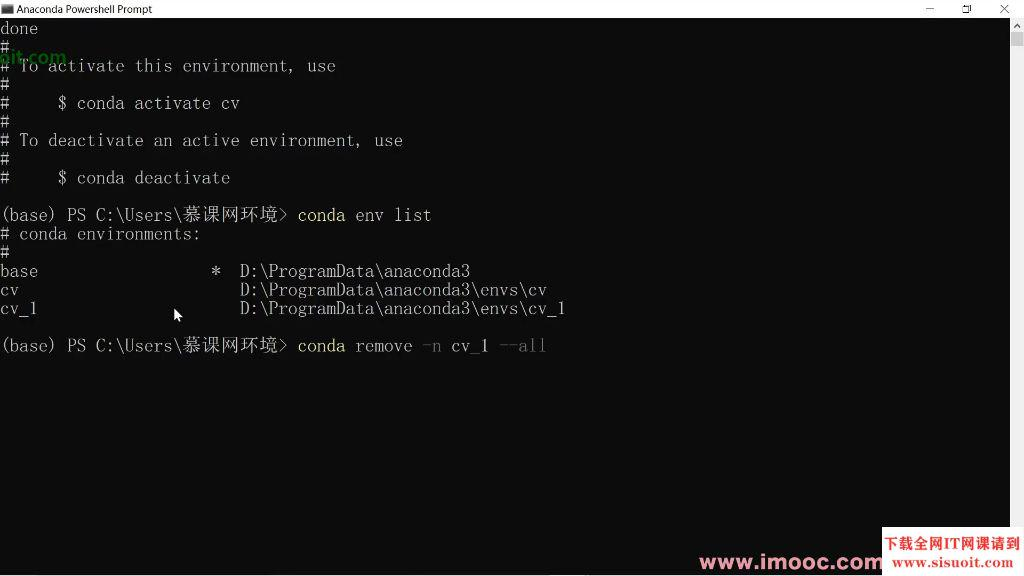 Anaconda Powershell Prompt
done
#
oit.com
# To activate this environment, use
#
#     $ conda activate cv
#
# To deactivate an active environment, use
#
#     $ conda deactivate
(base) PS C:\Users\慕课网环境> conda env list
# conda environments:
#
base                  *  D:\ProgramData\anaconda3
cv                       D:\ProgramData\anaconda3\envs\cv
cv_1                     D:\ProgramData\anaconda3\envs\cv_1
(base) PS C:\Users\慕课网环境> conda remove -n cv_1 --all
下载全网IT网课请到
www.imooc.com
www.sisuoit.com